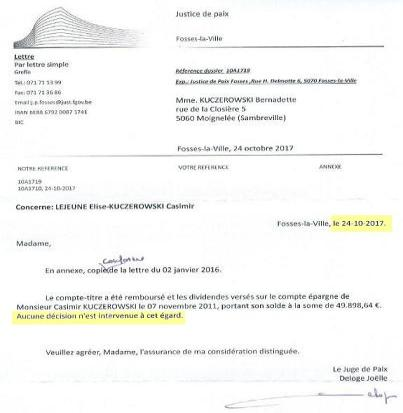 Justice de paix
Fosses-la-Ville
Lettre
Par lettre simple
Greffe
Tel.: 071 71 13 99
Fax: 071 71 36 86
Email j.p.fosses@just.fgov.be
IBAN BE88 6792 0087 1741
BIC
Référence dossier 10A1719
Exp.: Justice de Paix Fosses, Rue H. Delmotte 6, 5070 Fosses-la-Ville
Mme. KUCZEROWSKI Bernadette
rue de la Closière 5
5060 Moignelée (Sambreville)
Fosses-la-Ville, 24 octobre 2017
NOTRE REFERENCE VOTRE REFERENCE ANNEXE
10A1719
10A1710, 24-10-2017
Concerne: LEJEUNE Elise-KUCZEROWSKI Casimir
Fosses-la-Ville, le 24-10-2017.
Madame,
conforme
En annexe, copie de la lettre du 02 janvier 2016.
Le compte-titre a été remboursé et les dividendes versés sur le compte épargne de
Monsieur Casimir KUCZEROWSKI le 07 novembre 2011, portant son solde à la some de 49.898,64 €.
Aucune décision n'est intervenue à cet égard.
Veuillez agréer, Madame, l'assurance de ma considération distinguée.
Le Juge de Paix
Deloge Joëlle